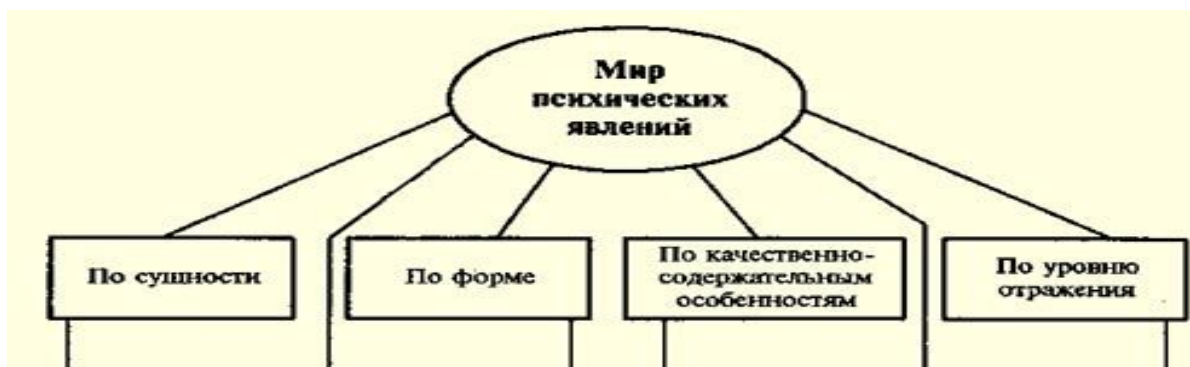 Мир
психических
явлений
По сущности
По форме
По качественно-
содержательным
особенностям
По уровню
отражения